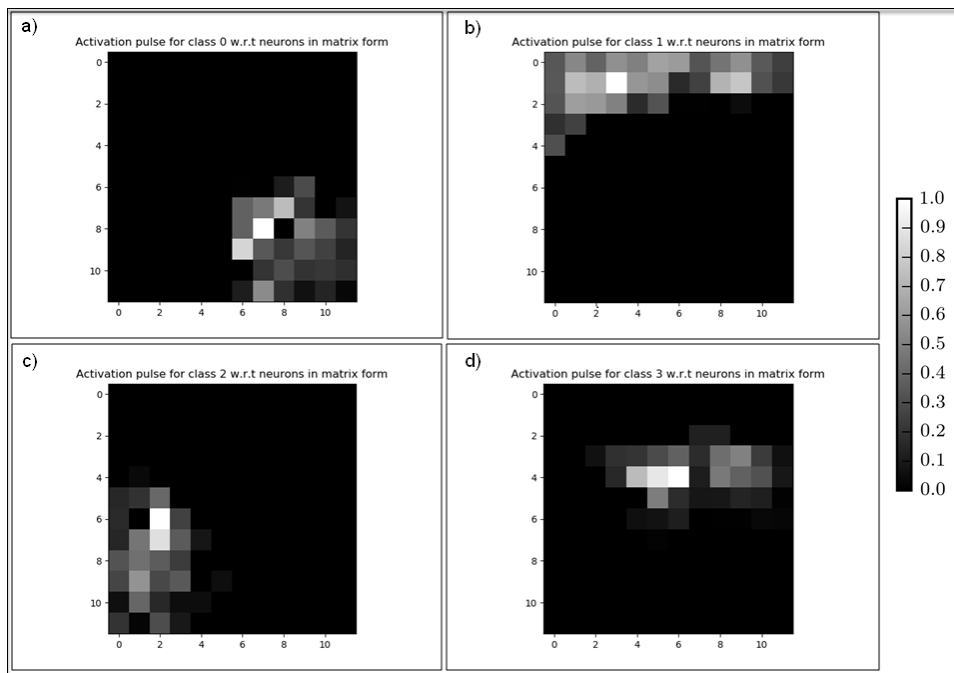 a)
Activation pulse for class 0 w.r.t neurons in matrix form
0
2
4
6
8
10
0 2 4 6 8 10
b)
Activation pulse for class 1 w.r.t neurons in matrix form
0
2
4
6
8
10
0 2 4 6 8 10
c)
Activation pulse for class 2 w.r.t neurons in matrix form
0
2
4
6
8
10
0 2 4 6 8 10
d)
Activation pulse for class 3 w.r.t neurons in matrix form
0
2
4
6
8
10
0 2 4 6 8 10
1.0
0.9
0.8
0.7
0.6
0.5
0.4
0.3
0.2
0.1
0.0